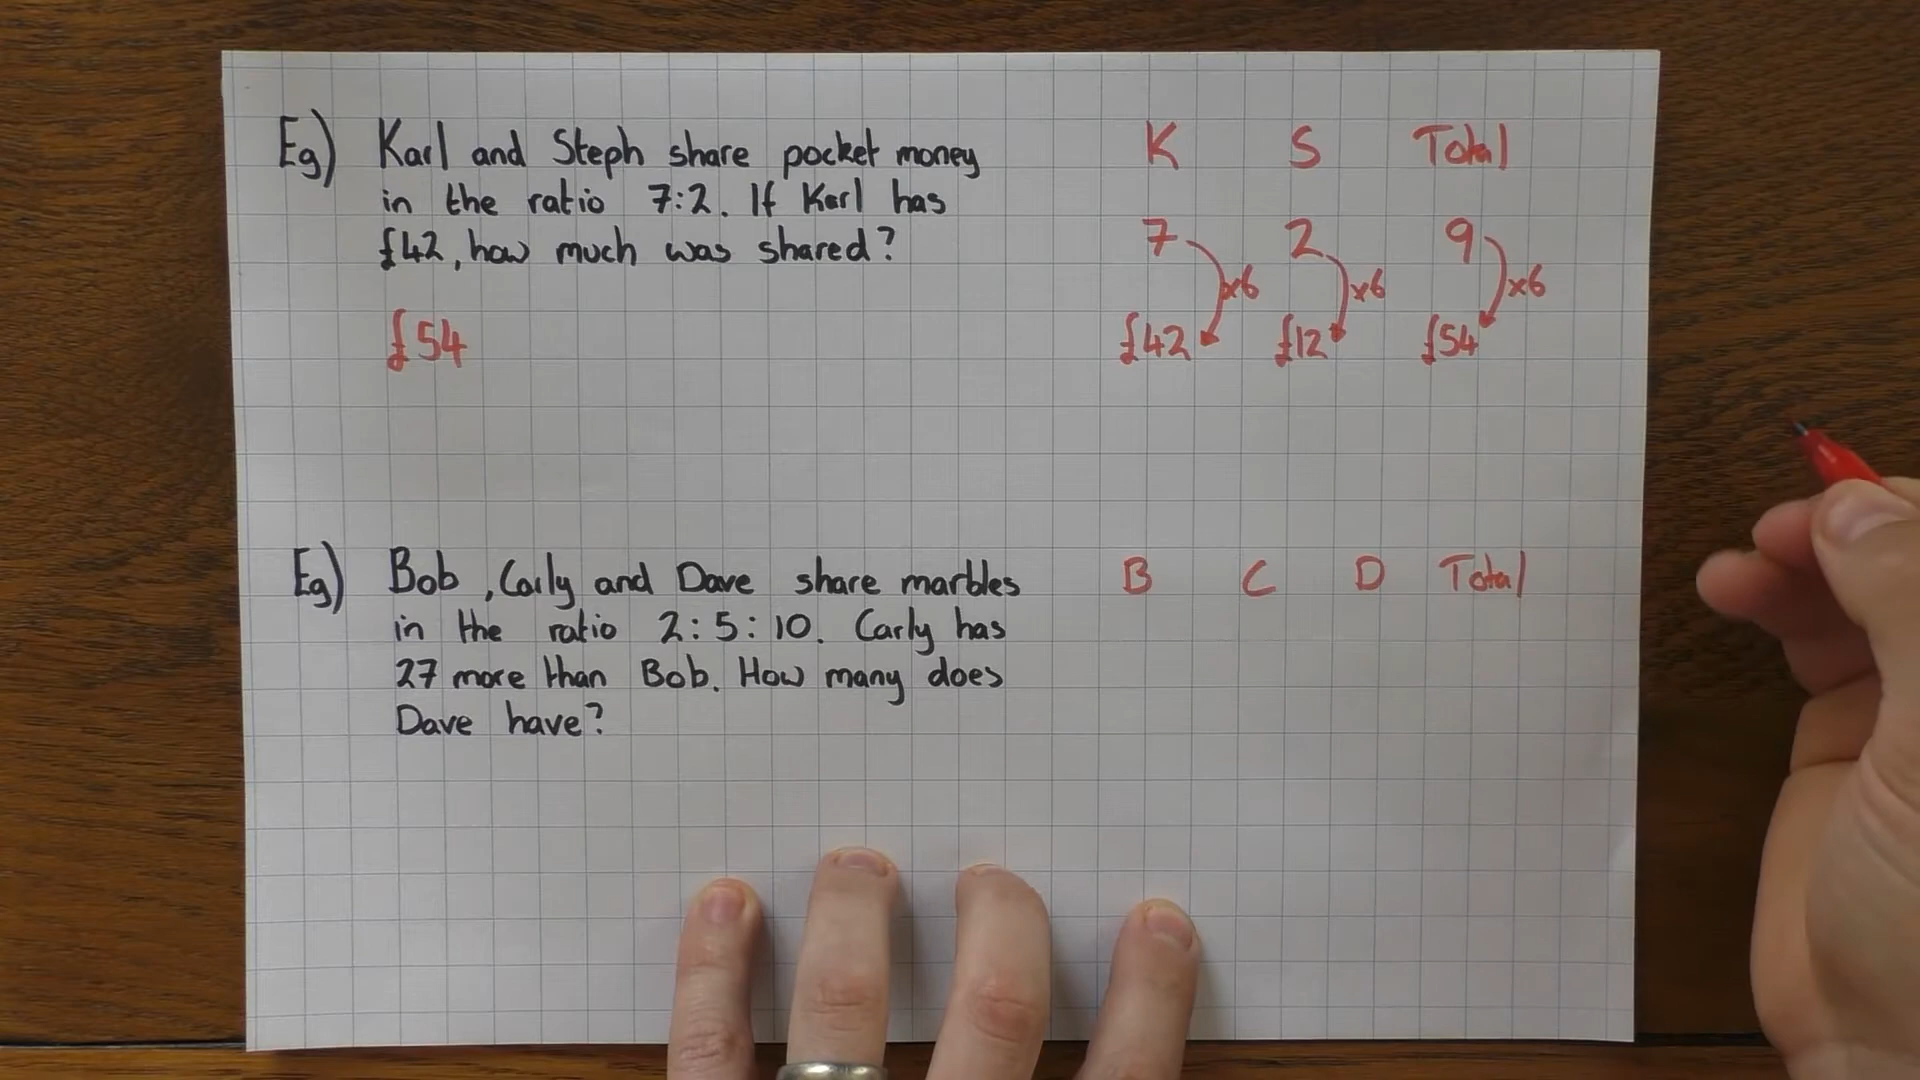 Eg) Karl and Steph share pocket money
in the ratio 7:2. If Karl has
£42, how much was shared?
£54
K S Total
7 2 9
x6 x6 x6
£42 £12 £54
Eg) Bob, Carly and Dave share marbles
in the ratio 2:5:10. Carly has
27 more than Bob. How many does
Dave have?
B C D Total